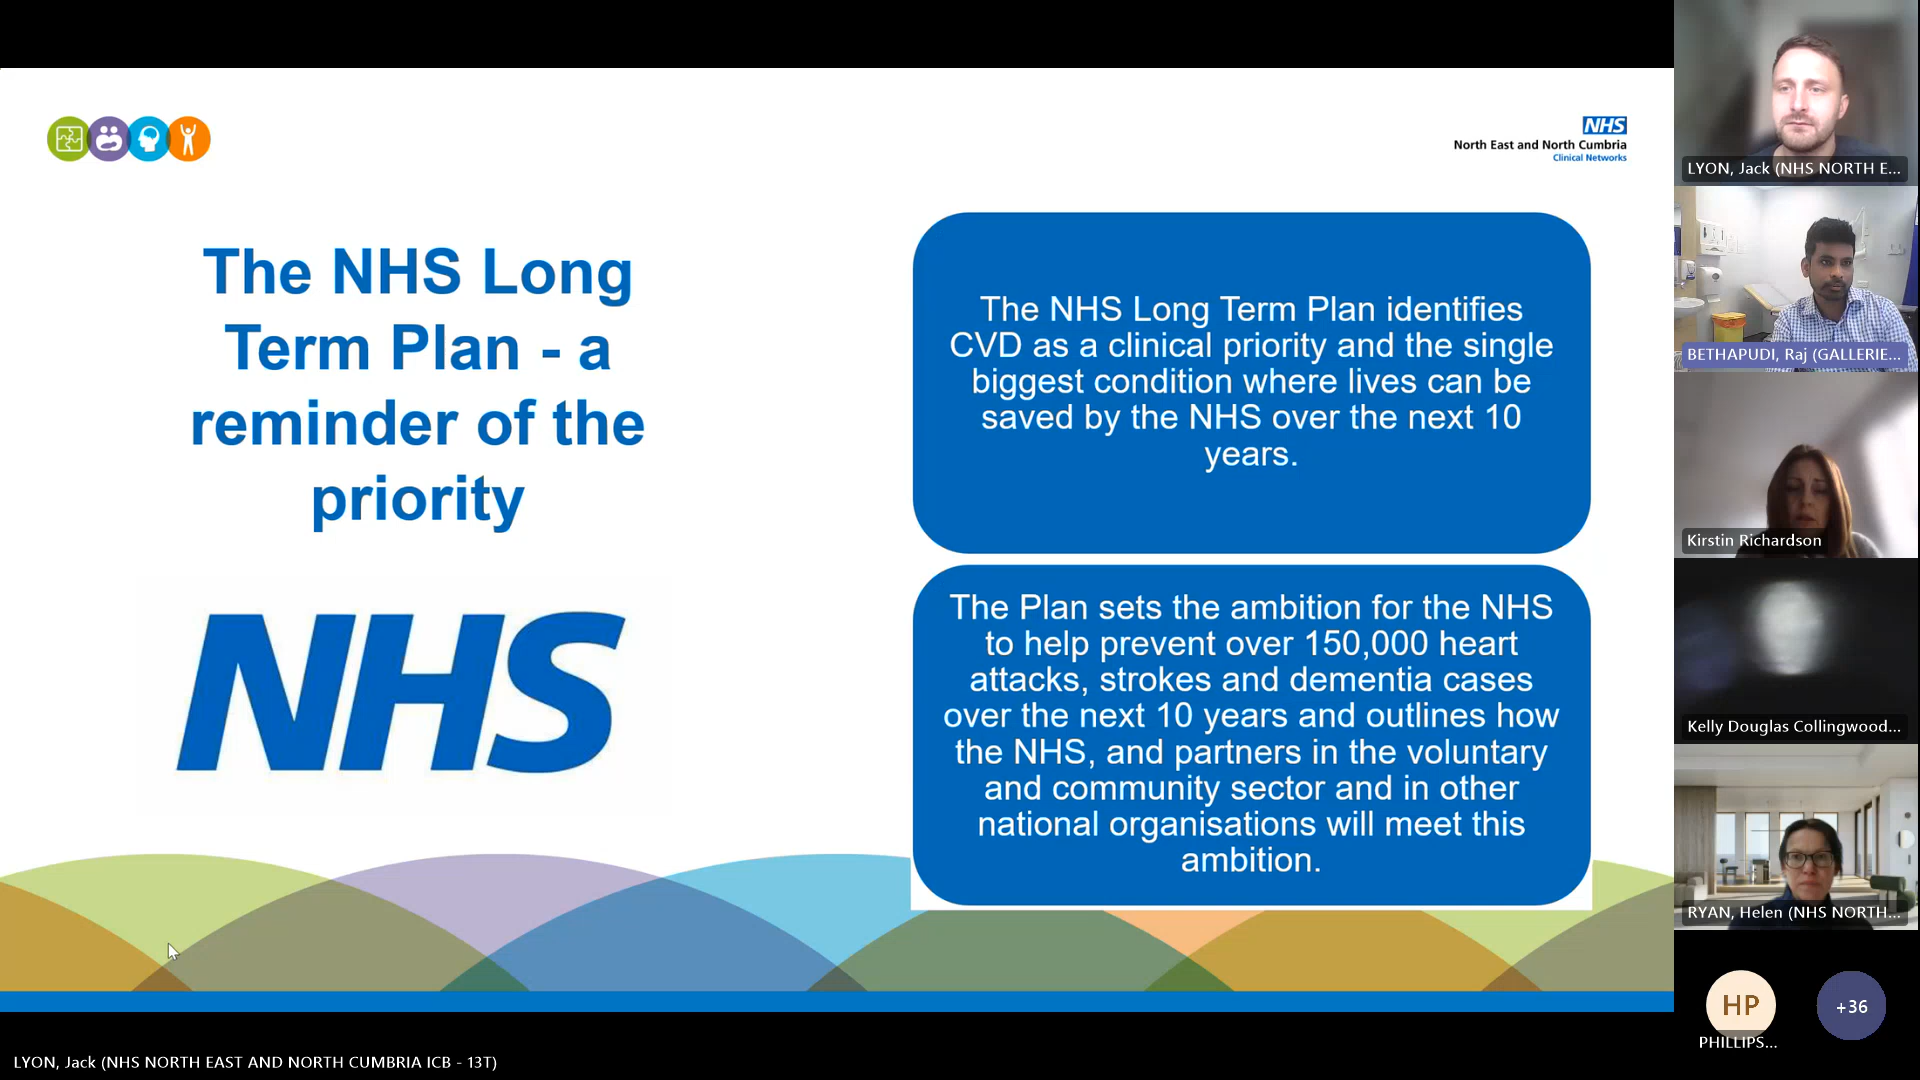 NHS
North East and North Cumbria
Clinical Networks
The NHS Long
Term Plan - a
reminder of the
priority
NHS
The NHS Long Term Plan identifies
CVD as a clinical priority and the single
biggest condition where lives can be
saved by the NHS over the next 10
years.
The Plan sets the ambition for the NHS
to help prevent over 150,000 heart
attacks, strokes and dementia cases
over the next 10 years and outlines how
the NHS, and partners in the voluntary
and community sector and in other
national organisations will meet this
ambition.
LYON, Jack (NHS NORTH E...
BETHAPUDI, Raj (GALLERIE...
Kirstin Richardson
Kelly Douglas Collingwood...
RYAN, Helen (NHS NORTH...
HP
PHILLIPS...
+36
LYON, Jack (NHS NORTH EAST AND NORTH CUMBRIA ICB - 13T)